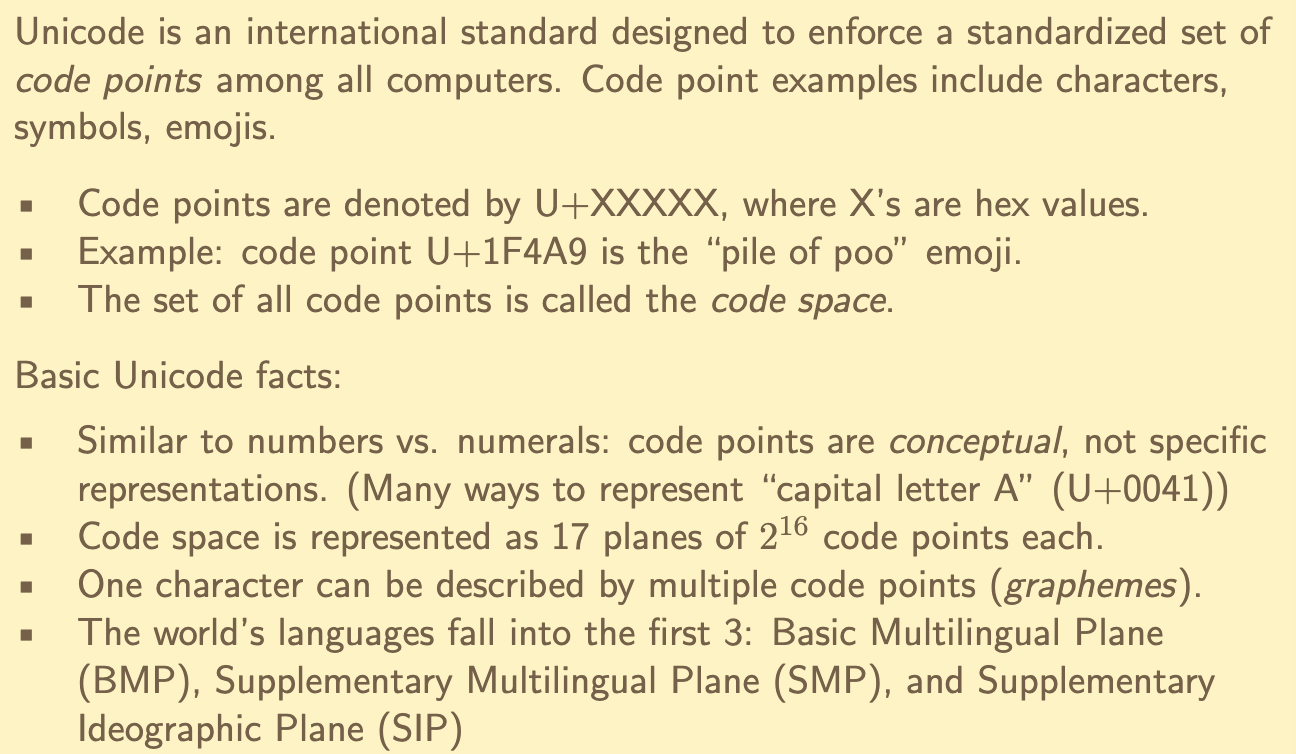 Unicode is an international standard designed to enforce a standardized set of
code points among all computers. Code point examples include characters,
symbols, emojis.
▪ Code points are denoted by U+XXXXX, where X's are hex values.
▪ Example: code point U+1F4A9 is the “pile of poo” emoji.
▪ The set of all code points is called the code space.
Basic Unicode facts:
▪ Similar to numbers vs. numerals: code points are conceptual, not specific
representations. (Many ways to represent “capital letter A” (U+0041))
▪ Code space is represented as 17 planes of 2¹⁶ code points each.
▪ One character can be described by multiple code points (graphemes).
▪ The world's languages fall into the first 3: Basic Multilingual Plane
(BMP), Supplementary Multilingual Plane (SMP), and Supplementary
Ideographic Plane (SIP)